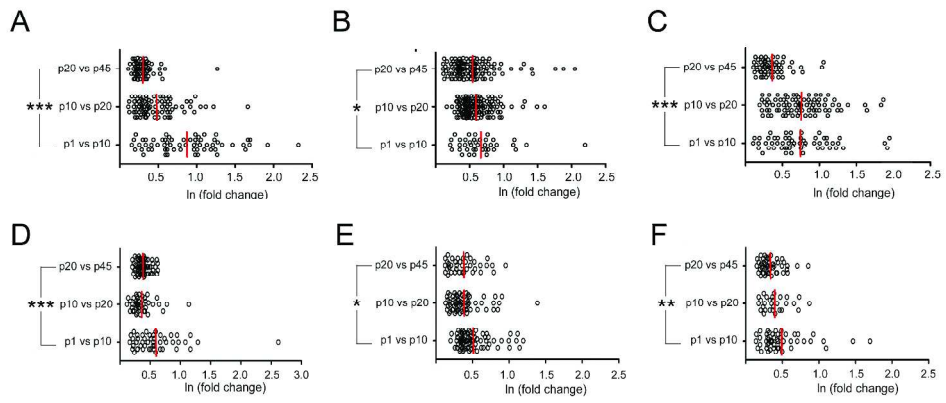 A
p20 vs p45
*** p10 vs p20
p1 vs p10
0.5 1.0 1.5 2.0 2.5
ln (fold change)
B
p20 vs p45
* p10 vs p20
p1 vs p10
0.5 1.0 1.5 2.0 2.5
ln (fold change)
C
p20 vs p45
*** p10 vs p20
p1 vs p10
0.5 1.0 1.5 2.0 2.5
ln (fold change)
D
p20 vs p45
*** p10 vs p20
p1 vs p10
0.5 1.0 1.5 2.0 2.5 3.0
ln (fold change)
E
p20 vs p45
* p10 vs p20
p1 vs p10
0.5 1.0 1.5 2.0 2.5
ln (fold change)
F
p20 vs p45
** p10 vs p20
p1 vs p10
0.5 1.0 1.5 2.0 2.5
ln (fold change)